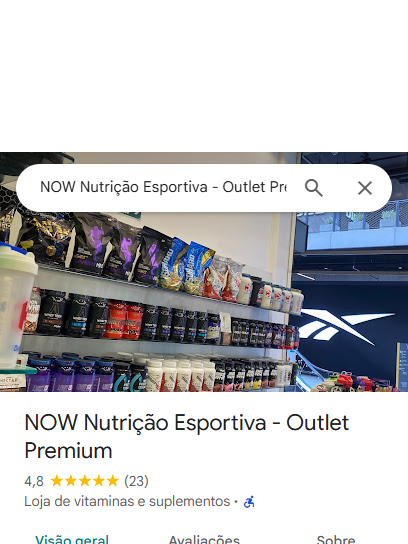 NOW Nutrição Esportiva - Outlet Pre
NOW Nutrição Esportiva - Outlet
Premium
4,8 (23)
Loja de vitaminas e suplementos ·
Visão geral
Avaliações
Sobre